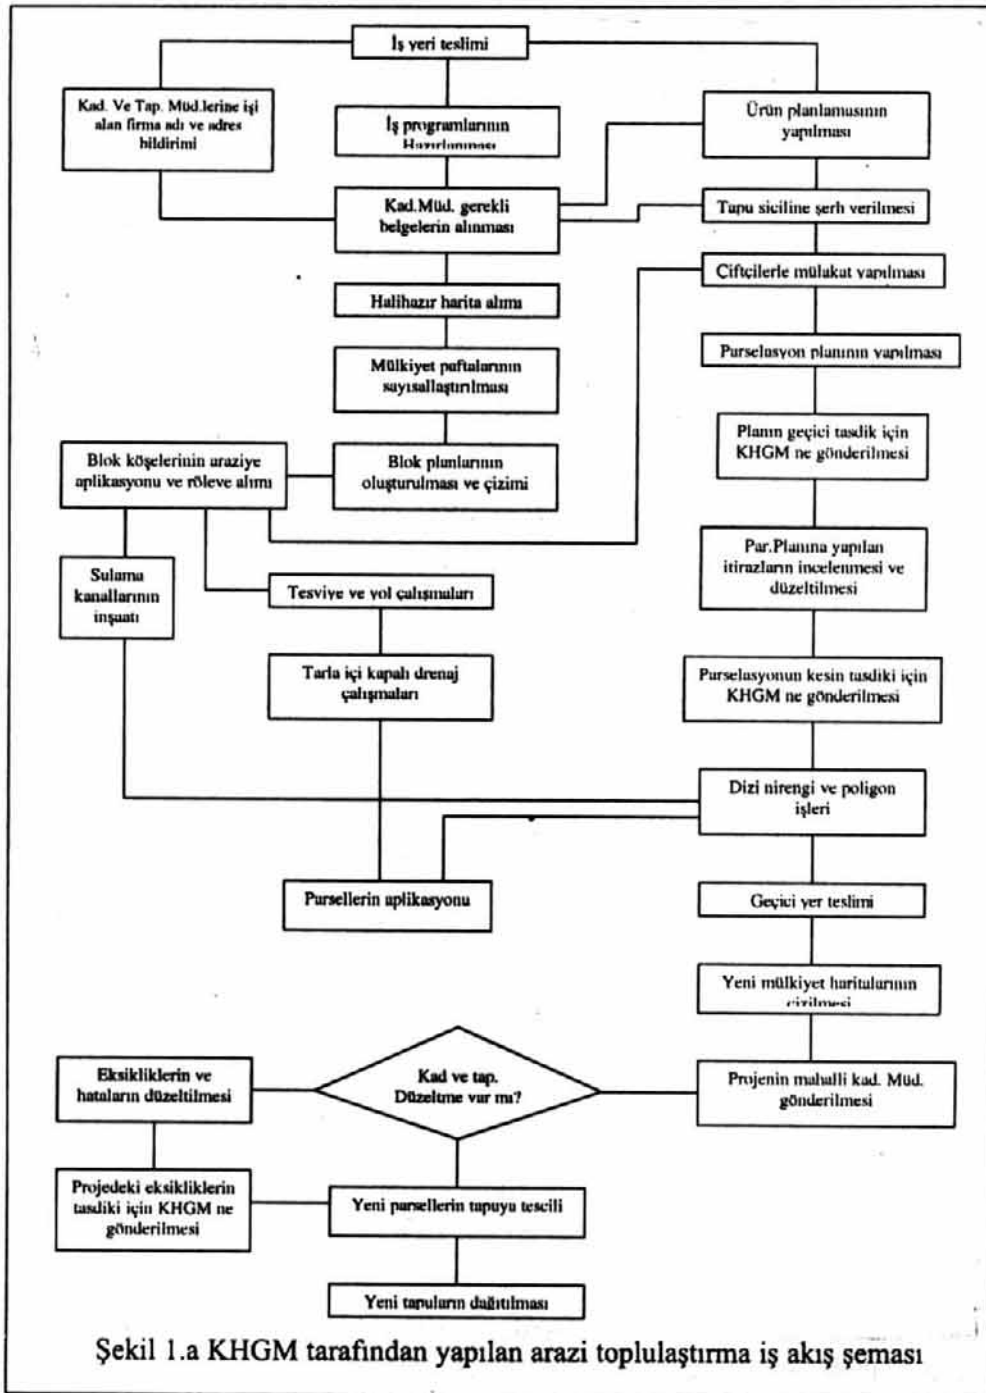 İş yeri teslimi
Kad. Ve Tap. Müd.lerine işi
alan firma adı ve adres
bildirimi
İş programlarının
Hazırlanması
Ürün planlamasının
yapılması
Kad.Müd. gerekli
belgelerin alınması
Tapu siciline şerh verilmesi
Çiftçilerle mülakat yapılması
Halihazır harita alımı
Parselasyon planının yapılması
Mülkiyet paftalarının
sayısallaştırılması
Planın geçici tasdik için
KHGM ne gönderilmesi
Blok köşelerinin araziye
aplikasyonu ve röleve alımı
Blok planlarının
oluşturulması ve çizimi
Par.Planına yapılan
itirazların incelenmesi ve
düzeltilmesi
Sulama
kanallarının
inşaatı
Tesviye ve yol çalışmaları
Tarla içi kapalı drenaj
çalışmaları
Parselasyonun kesin tasdiki için
KHGM ne gönderilmesi
Dizi nirengi ve poligon
işleri
Parsellerin aplikasyonu
Geçici yer teslimi
Yeni mülkiyet haritalarının
çizilmesi
Eksikliklerin ve
hataların düzeltilmesi
Kad ve tap.
Düzeltme var mı?
Projenin mahalli kad. Müd.
gönderilmesi
Projedeki eksikliklerin
tasdiki için KHGM ne
gönderilmesi
Yeni parsellerin tapuya tescili
Yeni tapuların dağıtılması
Şekil 1.a KHGM tarafından yapılan arazi toplulaştırma iş akış şeması